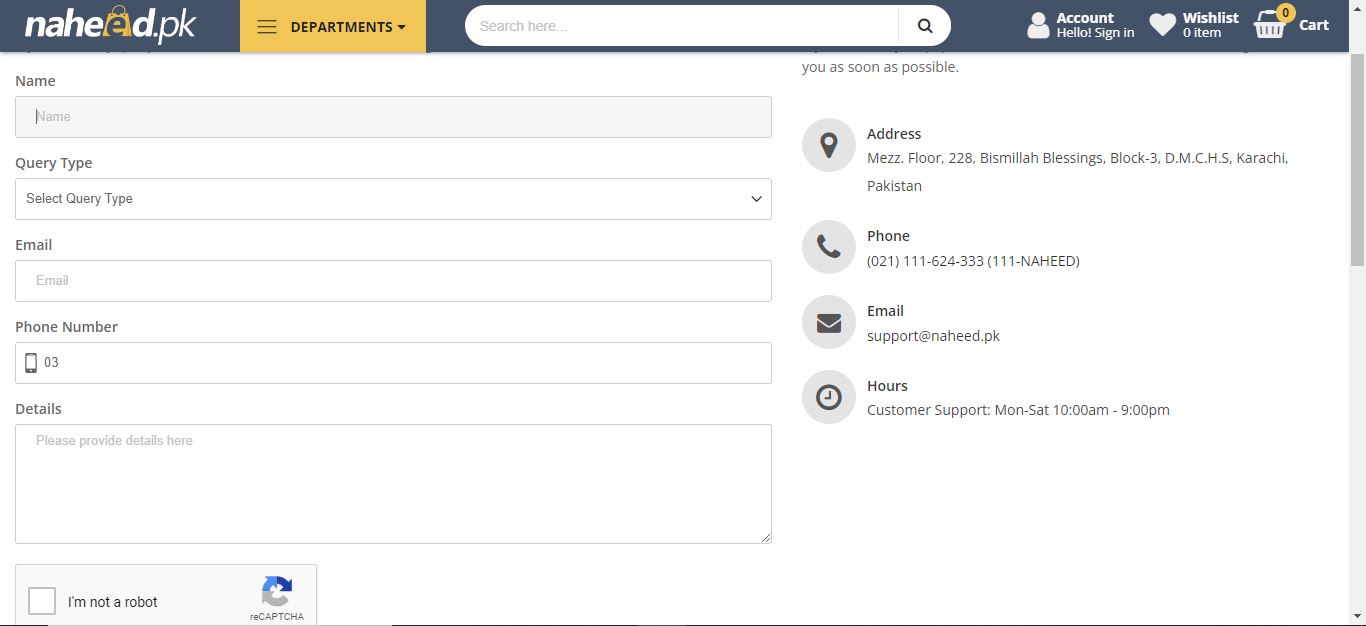 naheed.pk
DEPARTMENTS
Search here...
Account
Hello! Sign in
Wishlist
0 item
0
Cart
Name
Name
Query Type
Select Query Type
Email
Email
Phone Number
03
Details
Please provide details here
I'm not a robot
reCAPTCHA
you as soon as possible.
Address
Mezz. Floor, 228, Bismillah Blessings, Block-3, D.M.C.H.S, Karachi,
Pakistan
Phone
(021) 111-624-333 (111-NAHEED)
Email
support@naheed.pk
Hours
Customer Support: Mon-Sat 10:00am - 9:00pm